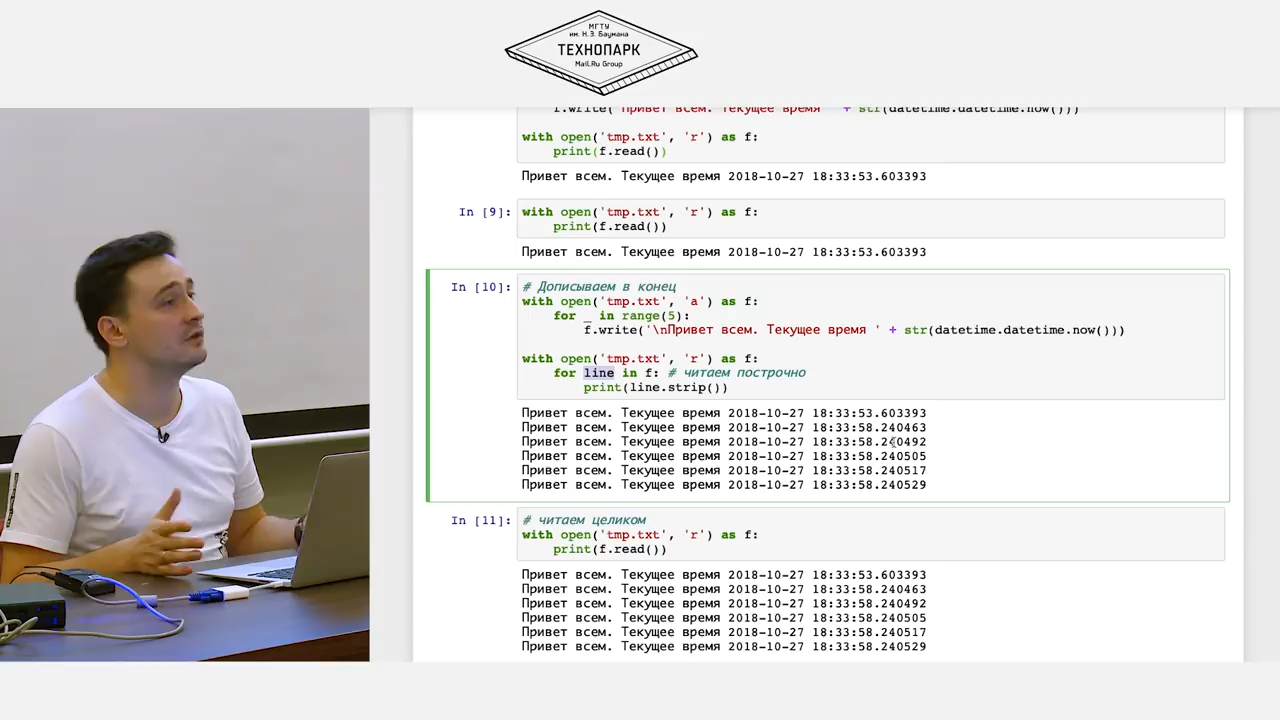 МГТУ
им. Н.Э. Баумана
ТЕХНОПАРК
Mail.Ru Group
f.write('Привет всем. Текущее время ' + str(datetime.datetime.now()))
with open('tmp.txt', 'r') as f:
print(f.read())
Привет всем. Текущее время 2018-10-27 18:33:53.603393
In [9]: with open('tmp.txt', 'r') as f:
print(f.read())
Привет всем. Текущее время 2018-10-27 18:33:53.603393
In [10]: # Дописываем в конец
with open('tmp.txt', 'a') as f:
for _ in range(5):
f.write('\nПривет всем. Текущее время ' + str(datetime.datetime.now()))
with open('tmp.txt', 'r') as f:
for line in f: # читаем построчно
print(line.strip())
Привет всем. Текущее время 2018-10-27 18:33:53.603393
Привет всем. Текущее время 2018-10-27 18:33:58.240463
Привет всем. Текущее время 2018-10-27 18:33:58.240492
Привет всем. Текущее время 2018-10-27 18:33:58.240505
Привет всем. Текущее время 2018-10-27 18:33:58.240517
Привет всем. Текущее время 2018-10-27 18:33:58.240529
In [11]: # читаем целиком
with open('tmp.txt', 'r') as f:
print(f.read())
Привет всем. Текущее время 2018-10-27 18:33:53.603393
Привет всем. Текущее время 2018-10-27 18:33:58.240463
Привет всем. Текущее время 2018-10-27 18:33:58.240492
Привет всем. Текущее время 2018-10-27 18:33:58.240505
Привет всем. Текущее время 2018-10-27 18:33:58.240517
Привет всем. Текущее время 2018-10-27 18:33:58.240529